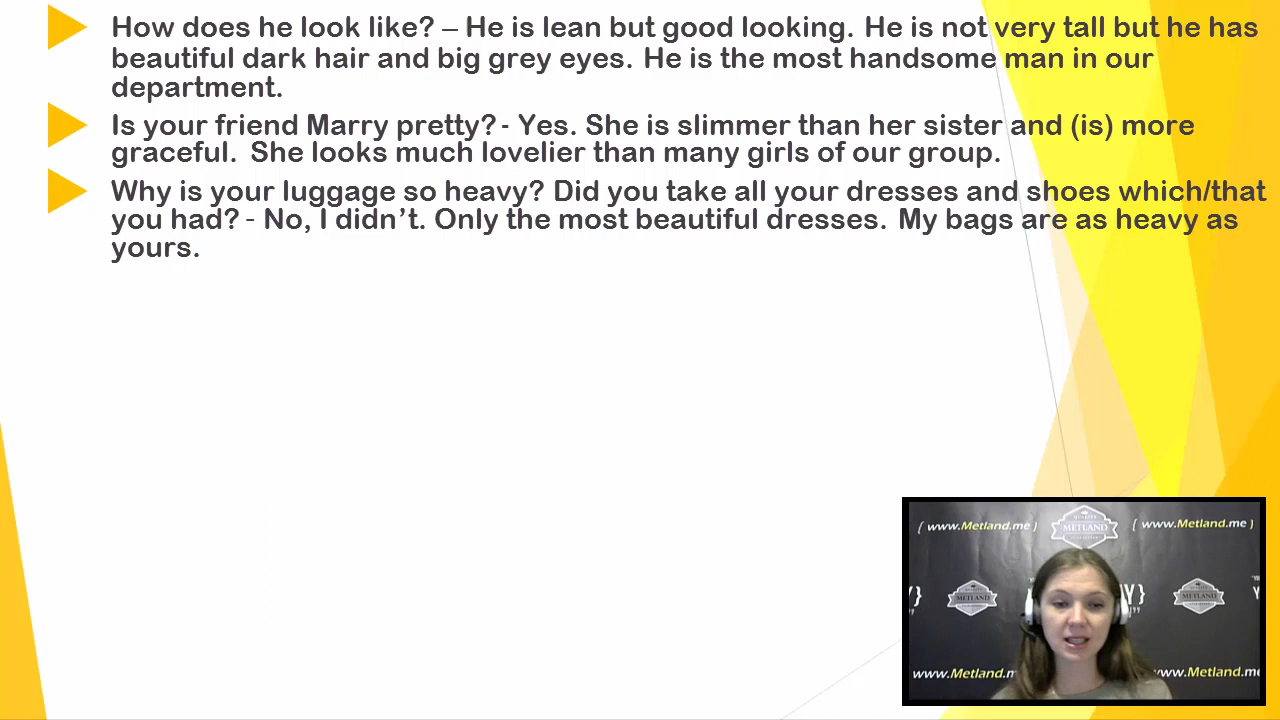 How does he look like? – He is lean but good looking. He is not very tall but he has
beautiful dark hair and big grey eyes. He is the most handsome man in our
department.
Is your friend Marry pretty? - Yes. She is slimmer than her sister and (is) more
graceful. She looks much lovelier than many girls of our group.
Why is your luggage so heavy? Did you take all your dresses and shoes which/that
you had? - No, I didn’t. Only the most beautiful dresses. My bags are as heavy as
yours.
{ www.Metland.me }
METLAND
{ www.Metland.me }
METLAND
METLAND
www.Metland.m
www.Metland.me